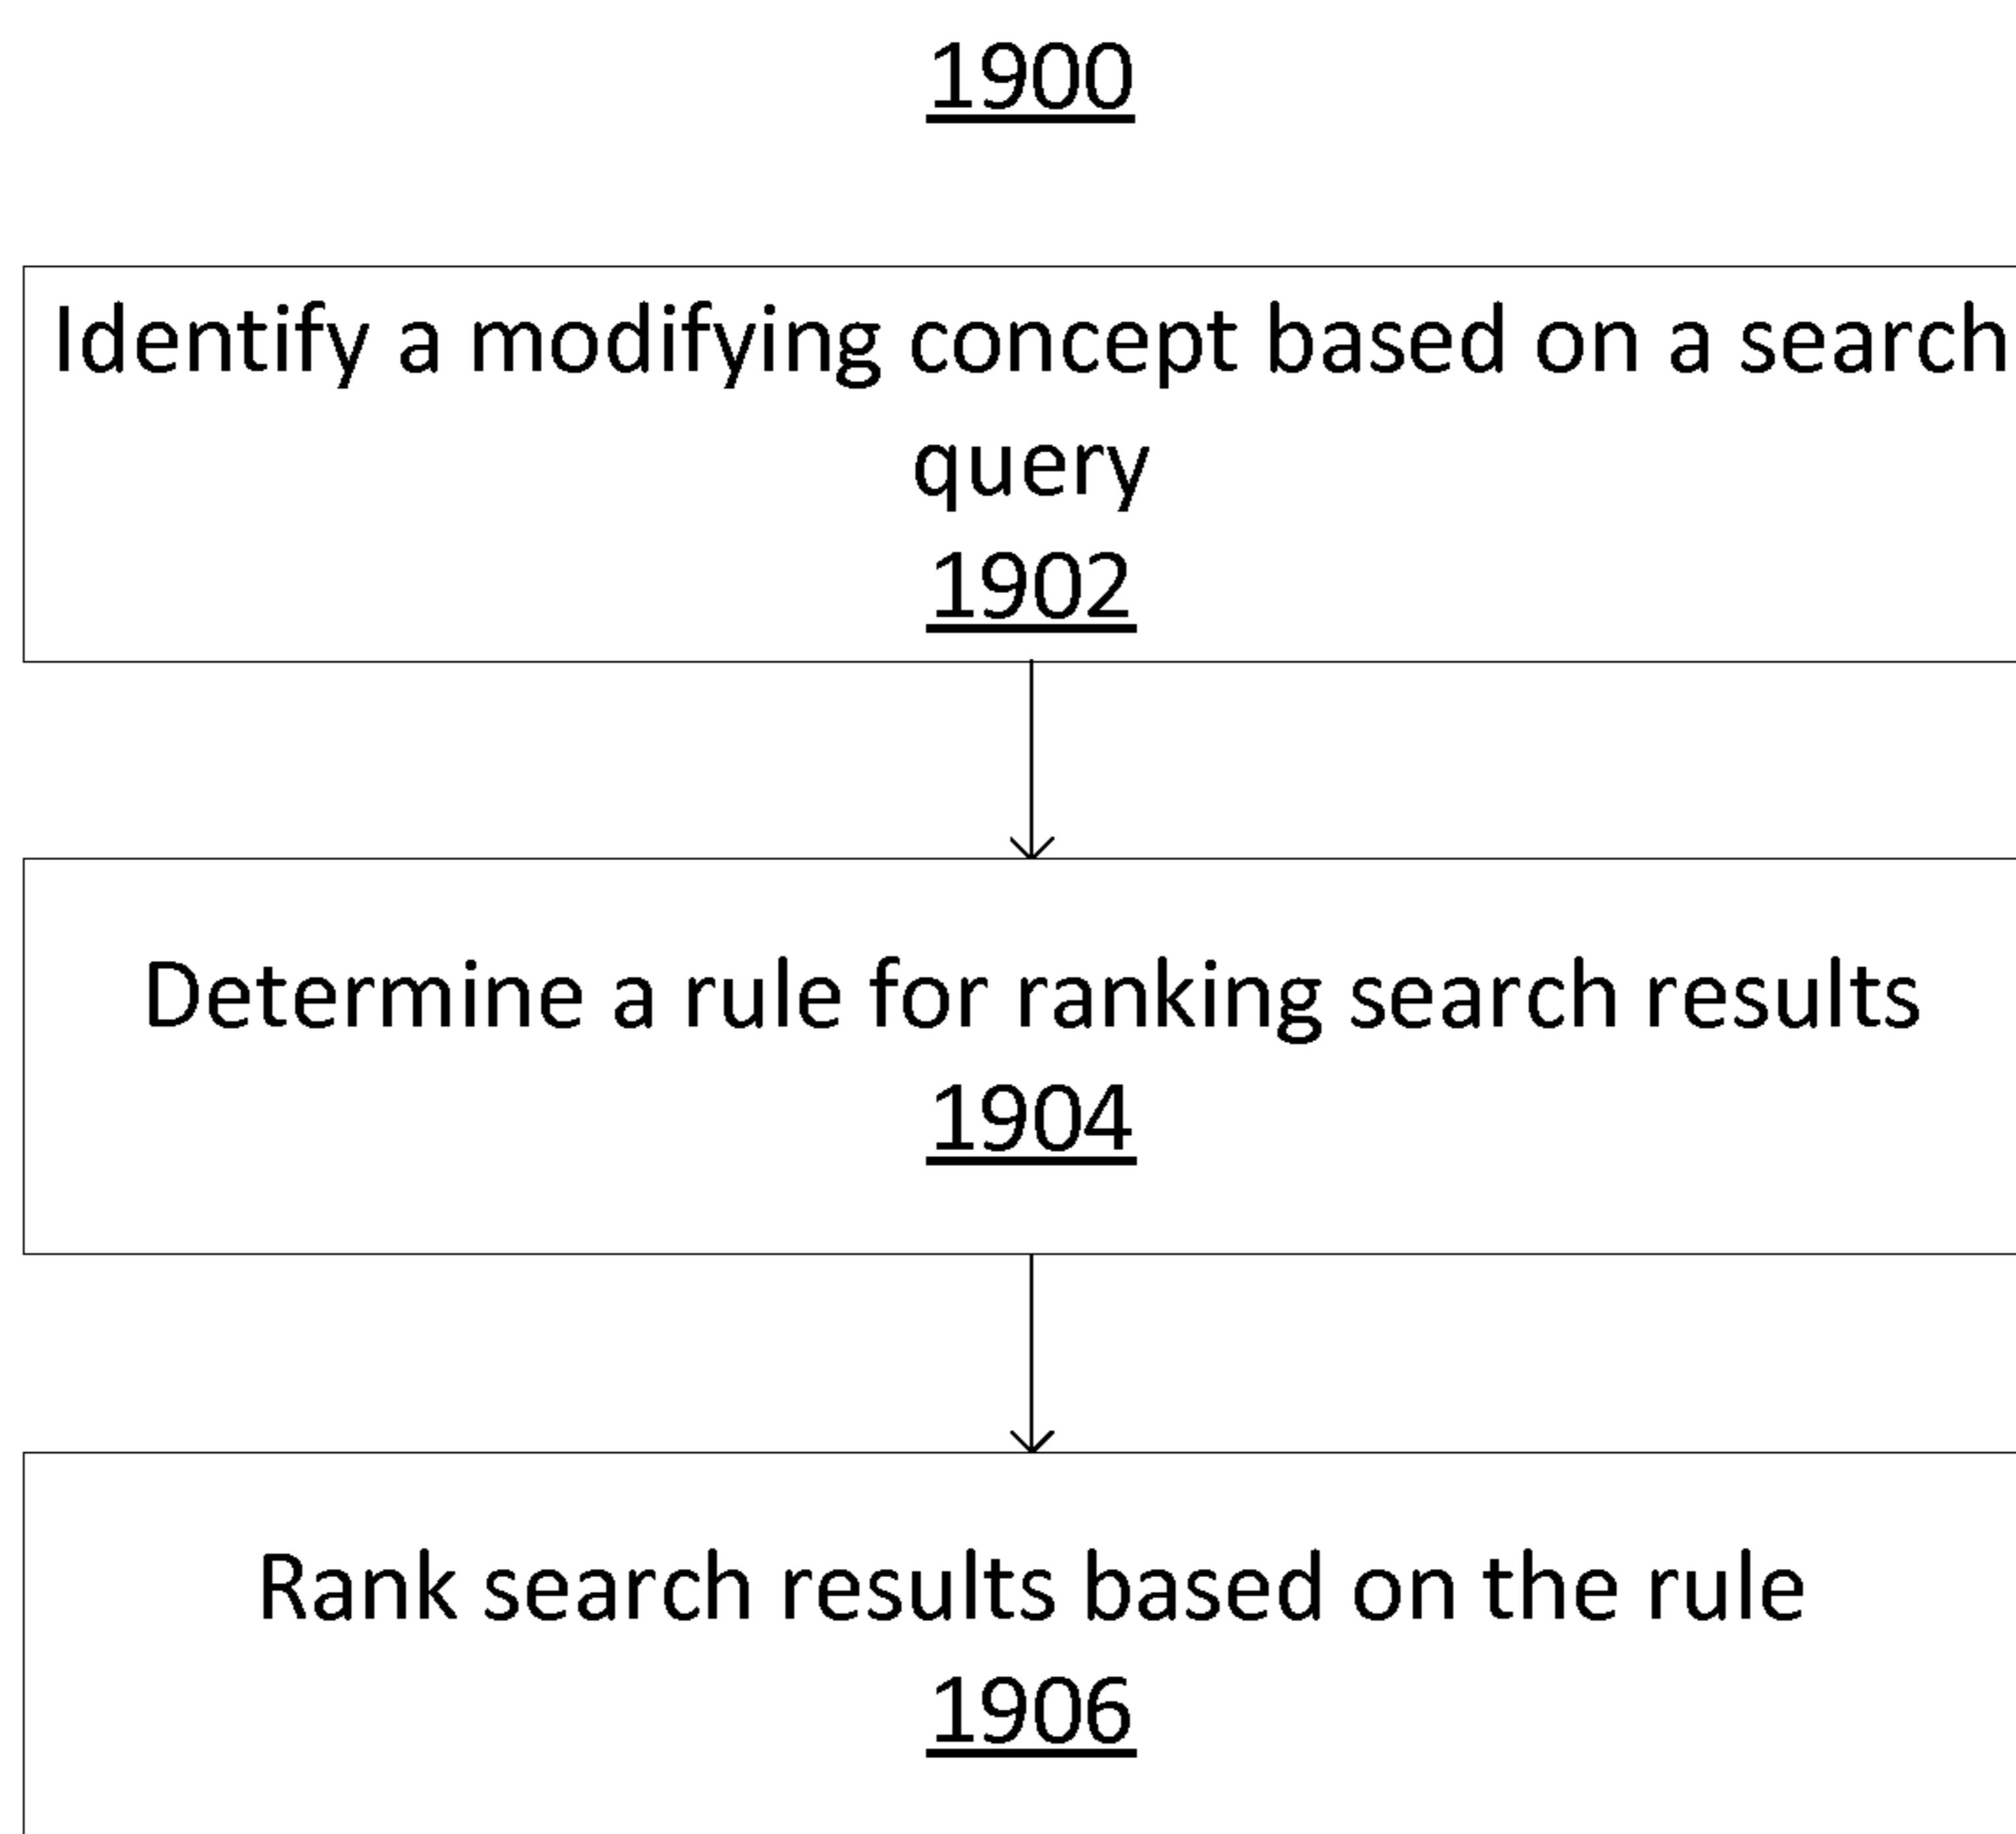 1900
Identify a modifying concept based on a search
query
1902
Determine a rule for ranking search results
1904
Rank search results based on the rule
1906